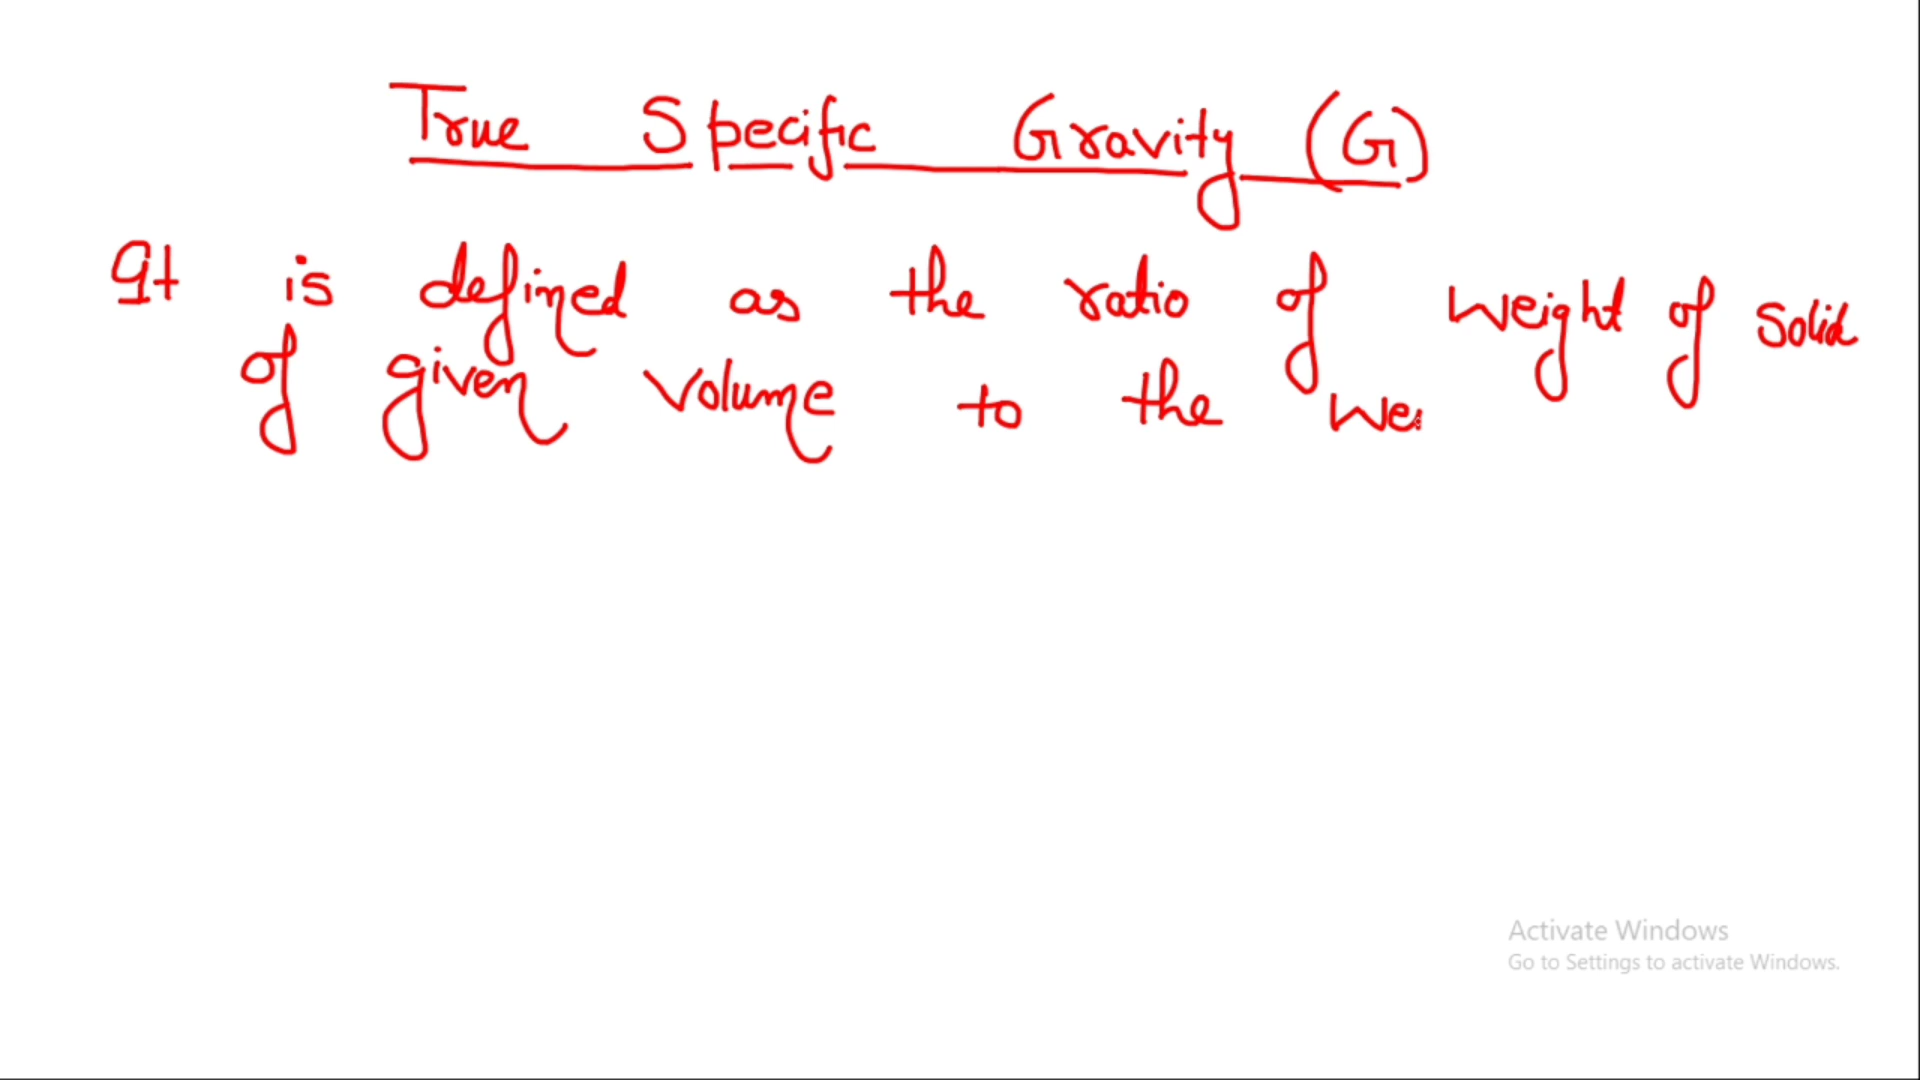 True Specific Gravity (G)
It is defined as the ratio of weight of solid
of given volume to the We
Activate Windows
Go to Settings to activate Windows.